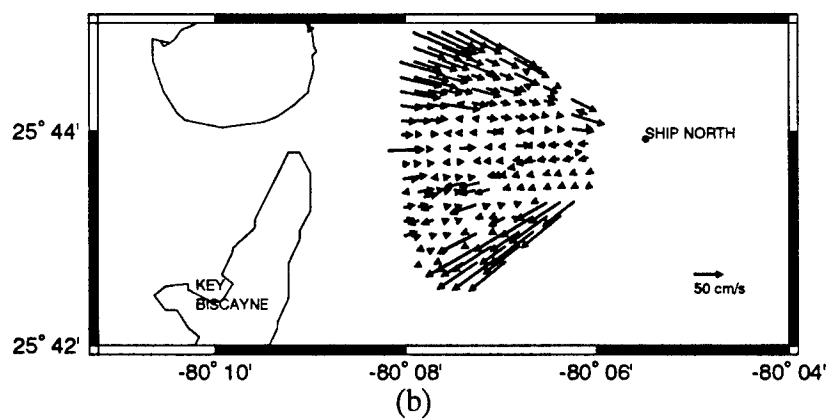 25° 44'
SHIP NORTH
KEY
BISCAYNE
50 cm/s
25° 42'
-80° 10' -80° 08' -80° 06' -80° 04'
(b)